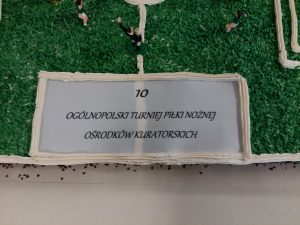 10
OGÓLNOPOLSKI TURNIEJ PIŁKI NOŻNEJ
OŚRODKÓW KURATORSKICH